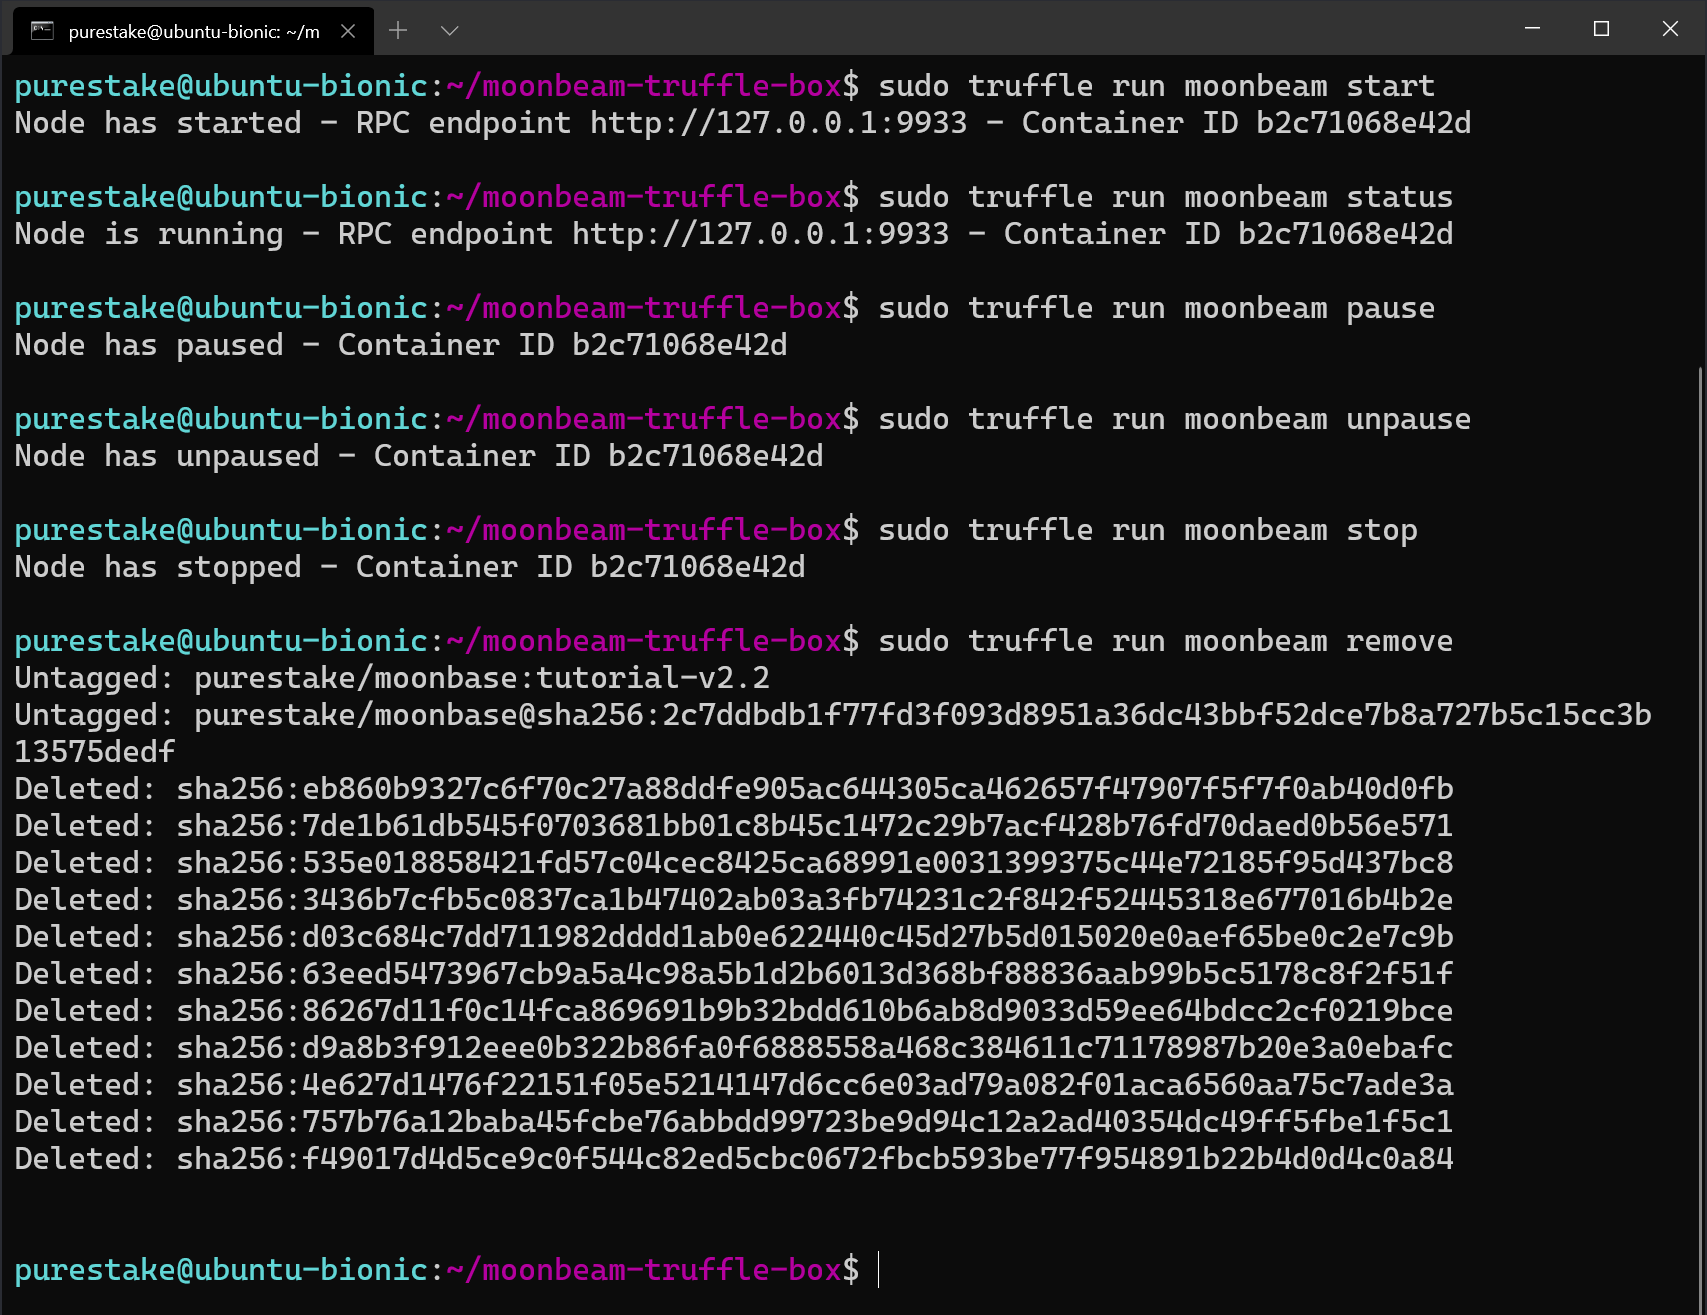 purestake@ubuntu-bionic: ~/m
purestake@ubuntu-bionic:~/moonbeam-truffle-box$ sudo truffle run moonbeam start
Node has started - RPC endpoint http://127.0.0.1:9933 - Container ID b2c71068e42d
purestake@ubuntu-bionic:~/moonbeam-truffle-box$ sudo truffle run moonbeam status
Node is running - RPC endpoint http://127.0.0.1:9933 - Container ID b2c71068e42d
purestake@ubuntu-bionic:~/moonbeam-truffle-box$ sudo truffle run moonbeam pause
Node has paused - Container ID b2c71068e42d
purestake@ubuntu-bionic:~/moonbeam-truffle-box$ sudo truffle run moonbeam unpause
Node has unpaused - Container ID b2c71068e42d
purestake@ubuntu-bionic:~/moonbeam-truffle-box$ sudo truffle run moonbeam stop
Node has stopped - Container ID b2c71068e42d
purestake@ubuntu-bionic:~/moonbeam-truffle-box$ sudo truffle run moonbeam remove
Untagged: purestake/moonbase:tutorial-v2.2
Untagged: purestake/moonbase@sha256:2c7ddbdb1f77fd3f093d8951a36dc43bbf52dce7b8a727b5c15cc3b
13575dedf
Deleted: sha256:eb860b9327c6f70c27a88ddfe905ac644305ca462657f47907f5f7f0ab40d0fb
Deleted: sha256:7de1b61db545f0703681bb01c8b45c1472c29b7acf428b76fd70daed0b56e571
Deleted: sha256:535e018858421fd57c04cec8425ca68991e0031399375c44e72185f95d437bc8
Deleted: sha256:3436b7cfb5c0837ca1b47402ab03a3fb74231c2f842f52445318e677016b4b2e
Deleted: sha256:d03c684c7dd711982dddd1ab0e622440c45d27b5d015020e0aef65be0c2e7c9b
Deleted: sha256:63eed5473967cb9a5a4c98a5b1d2b6013d368bf88836aab99b5c5178c8f2f51f
Deleted: sha256:86267d11f0c14fca869691b9b32bdd610b6ab8d9033d59ee64bdcc2cf0219bce
Deleted: sha256:d9a8b3f912eee0b322b86fa0f6888558a468c384611c71178987b20e3a0ebafc
Deleted: sha256:4e627d1476f22151f05e5214147d6cc6e03ad79a082f01aca6560aa75c7ade3a
Deleted: sha256:757b76a12baba45fcbe76abbdd99723be9d94c12a2ad40354dc49ff5fbe1f5c1
Deleted: sha256:f49017d4d5ce9c0f544c82ed5cbc0672fbcb593be77f954891b22b4d0d4c0a84
purestake@ubuntu-bionic:~/moonbeam-truffle-box$